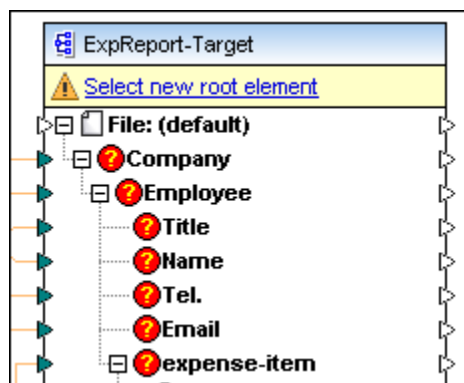 ExpReport-Target
Select new root element
File: (default)
Company
Employee
Title
Name
Tel.
Email
expense-item